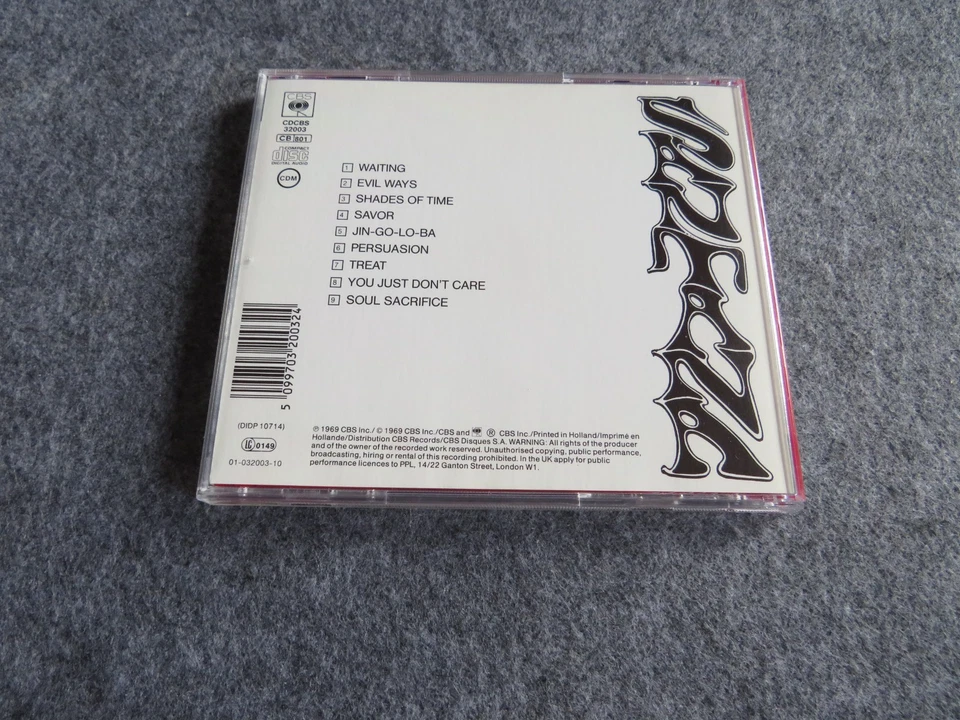 CBS
CDCBS
32003
CB 801
COMPACT
disc
DIGITAL AUDIO
CDM
1 WAITING
2 EVIL WAYS
3 SHADES OF TIME
4 SAVOR
5 JIN-GO-LO-BA
6 PERSUASION
7 TREAT
8 YOU JUST DON'T CARE
9 SOUL SACRIFICE
SANTANA
5 099703 200324
(DIDP 10714)
LC 0149
01-032003-10
℗ 1969 CBS Inc./© 1969 CBS Inc./CBS and ® CBS Inc./Printed in Holland/Imprimé en
Hollande/Distribution CBS Records/CBS Disques S.A. WARNING: All rights of the producer
and of the owner of the recorded work reserved. Unauthorised copying, public performance,
broadcasting, hiring or rental of this recording prohibited. In the UK apply for public
performance licences to PPL, 14/22 Ganton Street, London W1.